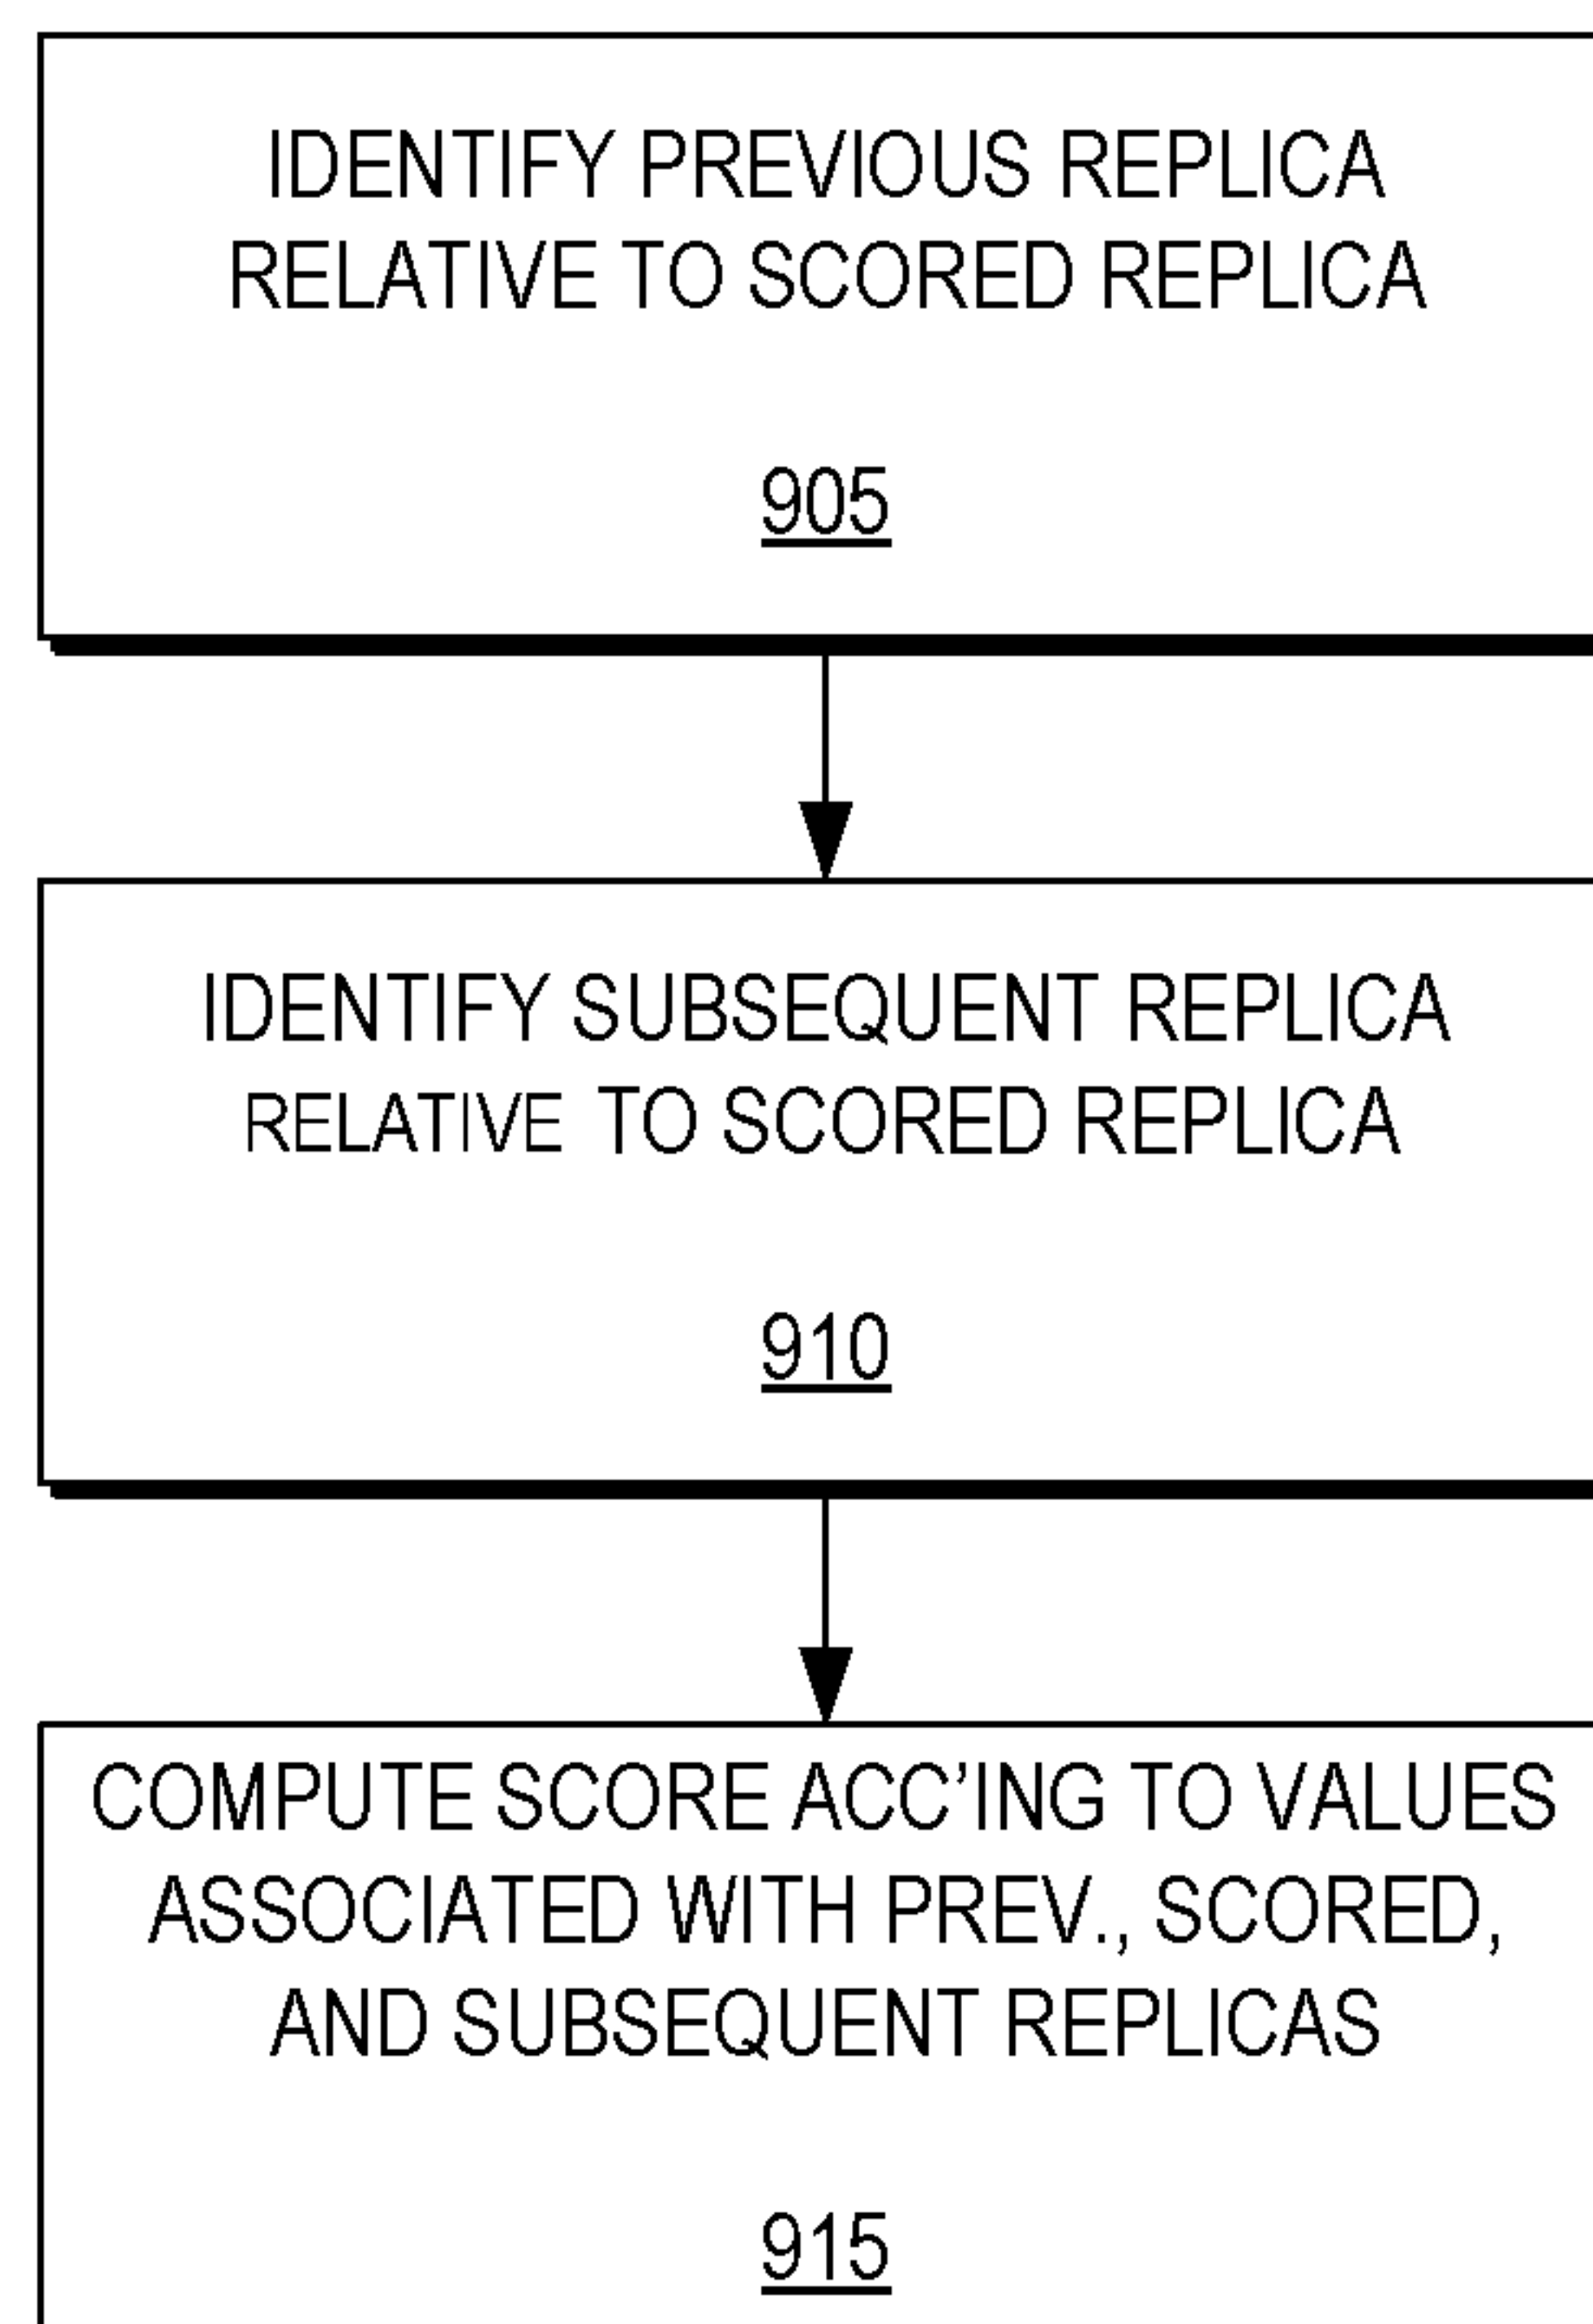 IDENTIFY PREVIOUS REPLICA
RELATIVE TO SCORED REPLICA
905
IDENTIFY SUBSEQUENT REPLICA
RELATIVE TO SCORED REPLICA
910
COMPUTE SCORE ACC'ING TO VALUES
ASSOCIATED WITH PREV., SCORED,
AND SUBSEQUENT REPLICAS
915